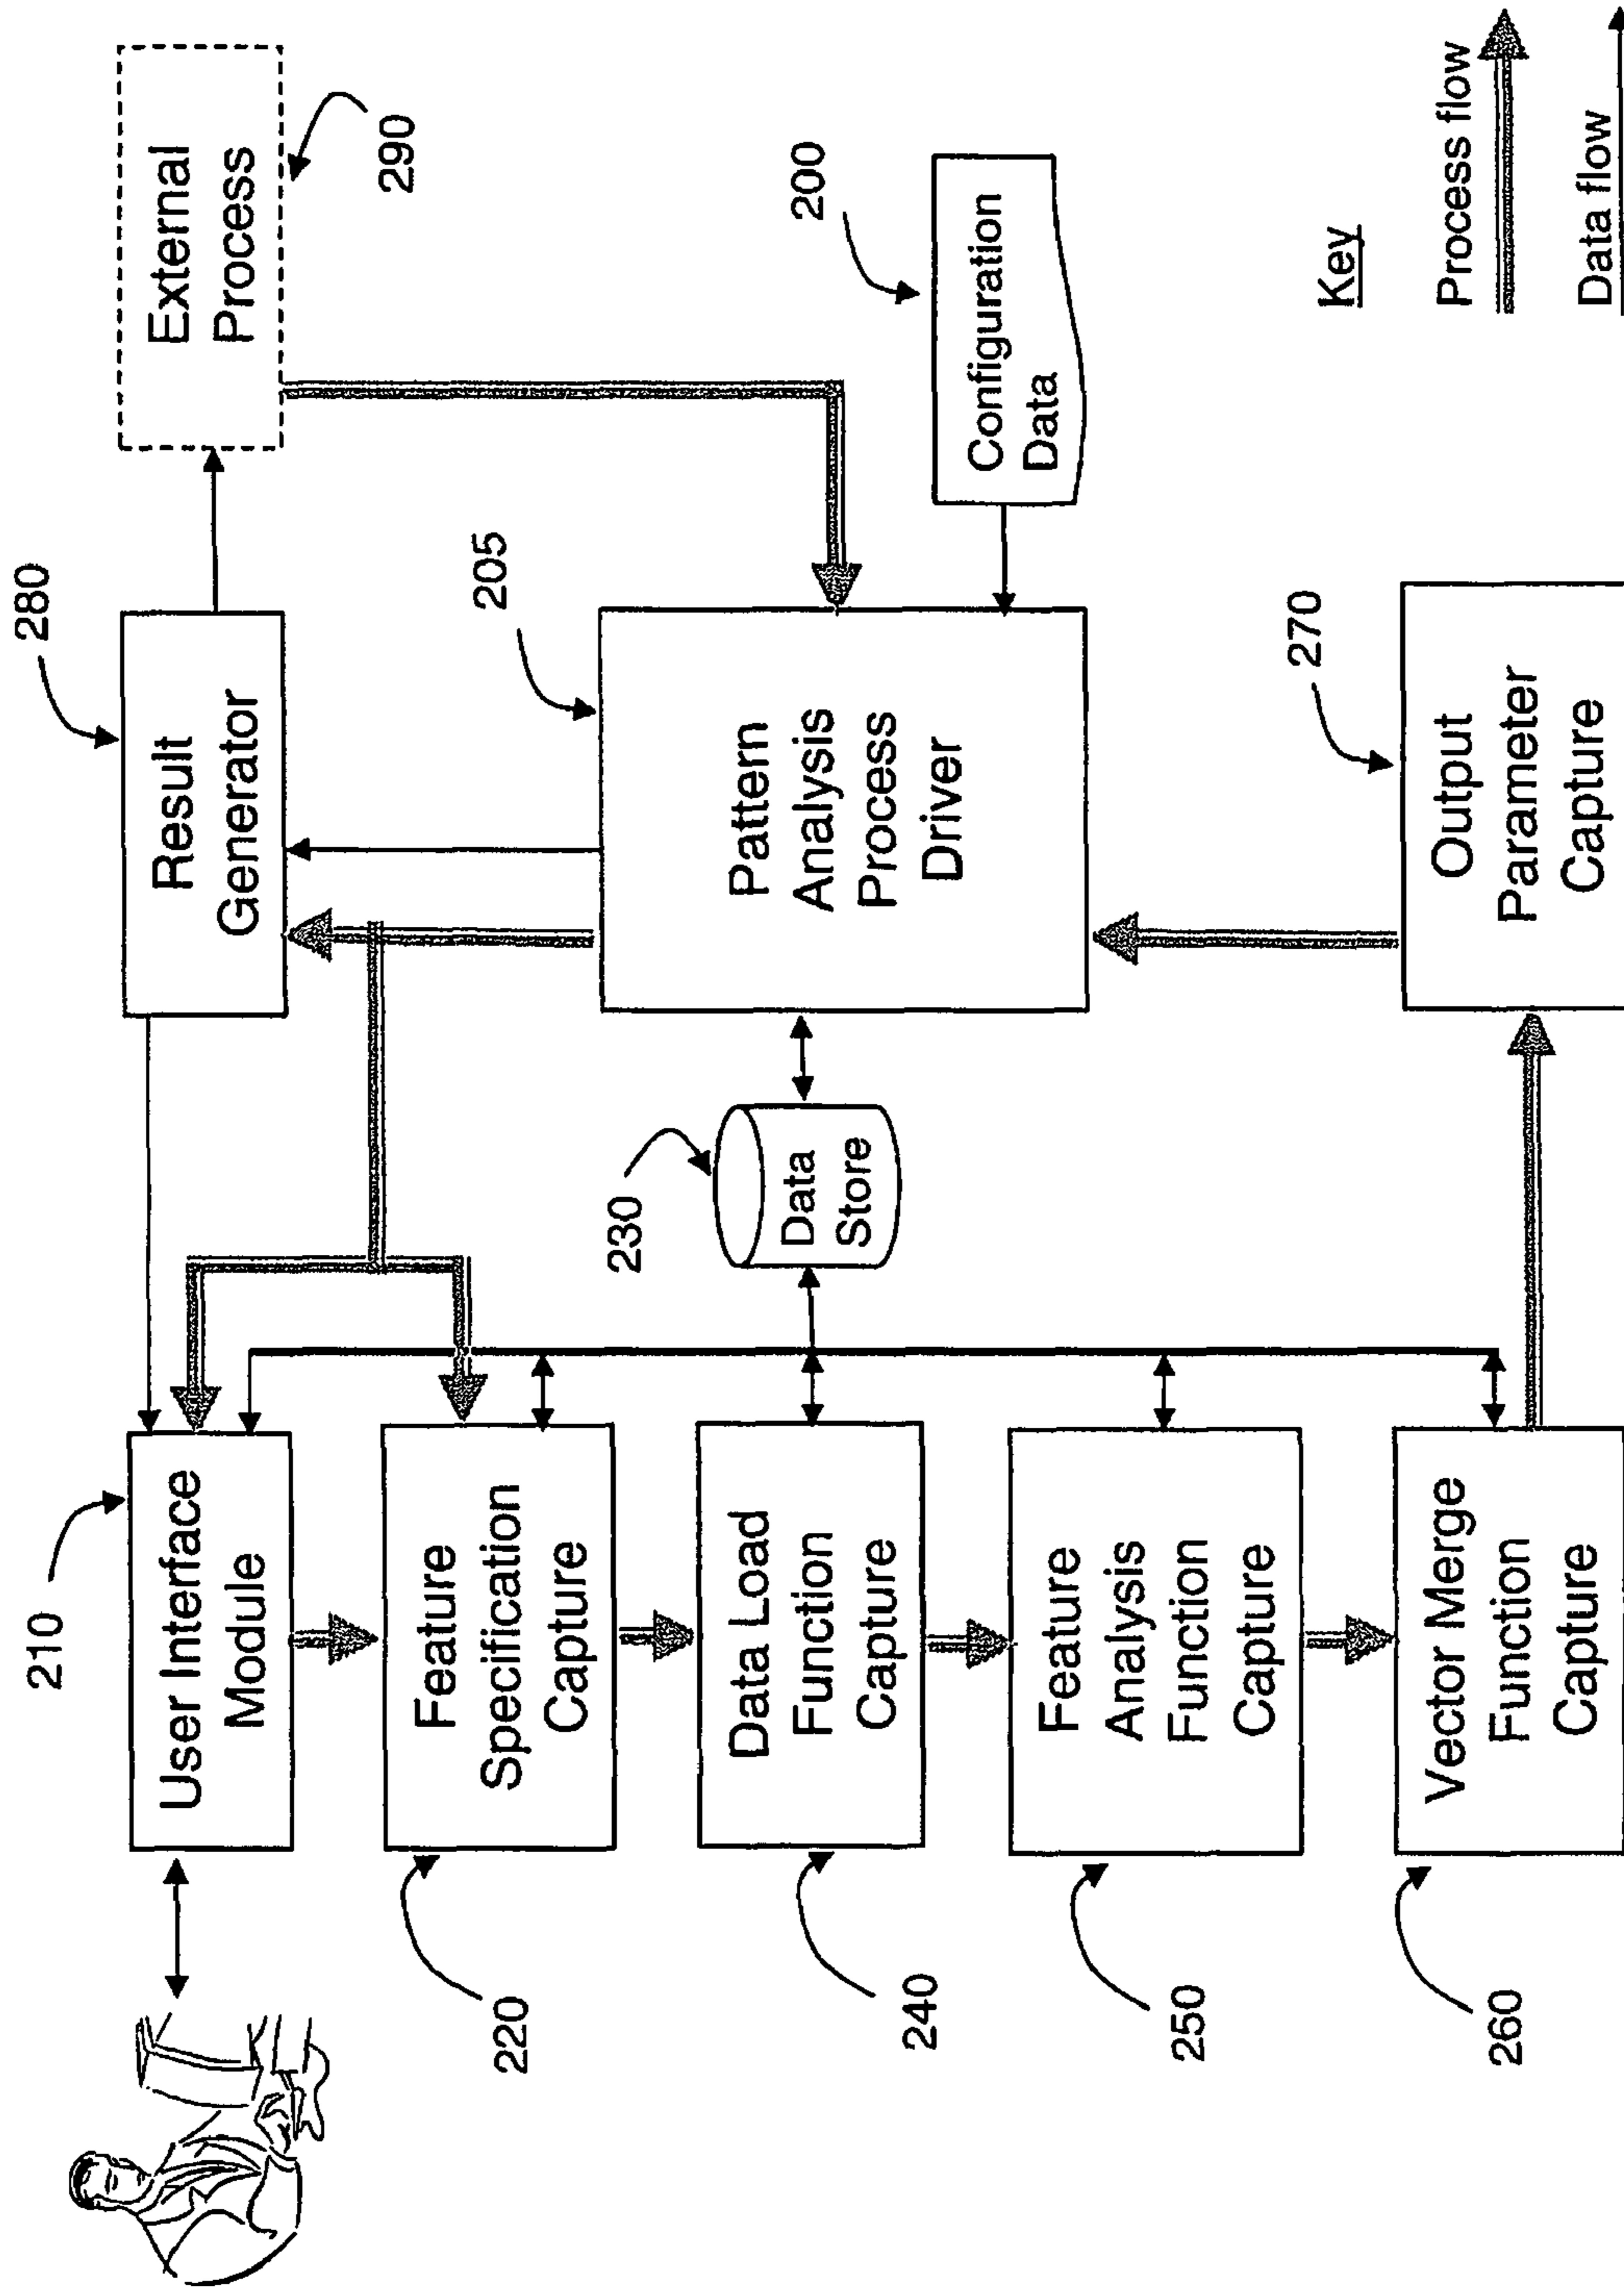 210
User Interface
Module
280
Result
Generator
External
Process
290
220
Feature
Specification
Capture
230
Data
Store
205
Pattern
Analysis
Process
Driver
200
Configuration
Data
240
Data Load
Function
Capture
250
Feature
Analysis
Function
Capture
260
Vector Merge
Function
Capture
270
Output
Parameter
Capture
Key
Process flow
Data flow